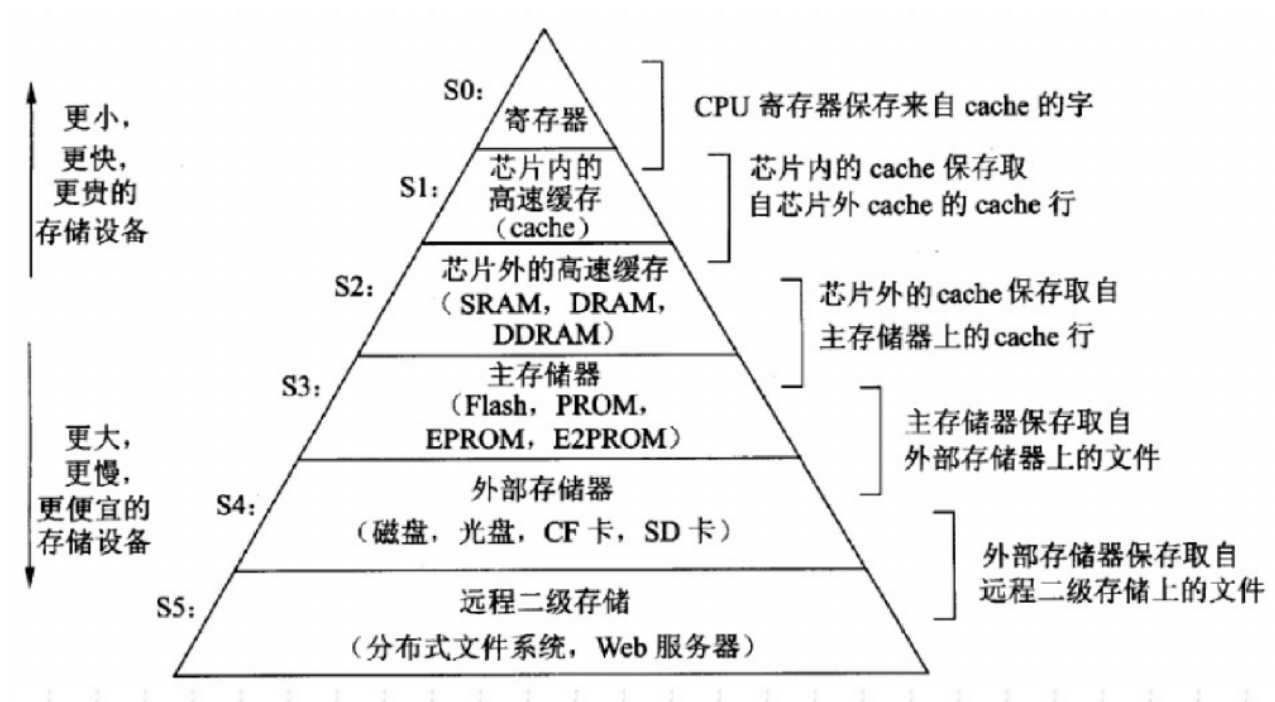 更小，
更快，
更贵的
存储设备
更大，
更慢，
更便宜的
存储设备
S0：
寄存器
S1：
芯片内的
高速缓存
（cache）
S2：
芯片外的高速缓存
（SRAM，DRAM，
DDRAM）
S3：
主存储器
（Flash，PROM，
EPROM，E2PROM）
S4：
外部存储器
（磁盘，光盘，CF 卡，SD 卡）
S5：
远程二级存储
（分布式文件系统，Web 服务器）
CPU 寄存器保存来自 cache 的字
芯片内的 cache 保存取
自芯片外 cache 的 cache 行
芯片外的 cache 保存取自
主存储器上的 cache 行
主存储器保存取自
外部存储器上的文件
外部存储器保存取自
远程二级存储上的文件